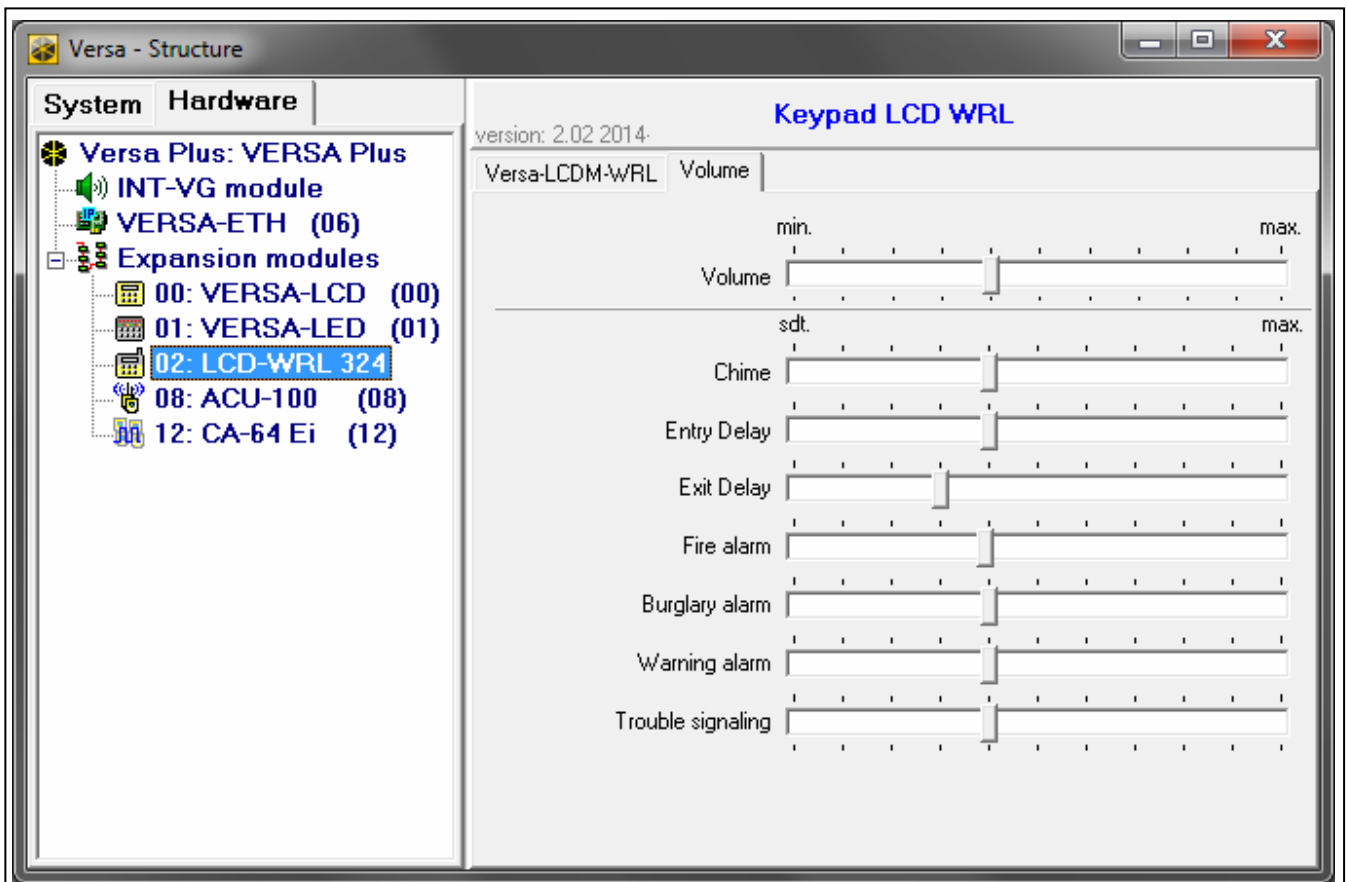 Versa - Structure
System Hardware
Versa Plus: VERSA Plus
INT-VG module
VERSA-ETH (06)
Expansion modules
00: VERSA-LCD (00)
01: VERSA-LED (01)
02: LCD-WRL 324
08: ACU-100 (08)
12: CA-64 Ei (12)
Keypad LCD WRL
version: 2.02 2014-
Versa-LCDM-WRL Volume
min. max.
Volume
sdt. max.
Chime
Entry Delay
Exit Delay
Fire alarm
Burglary alarm
Warning alarm
Trouble signaling